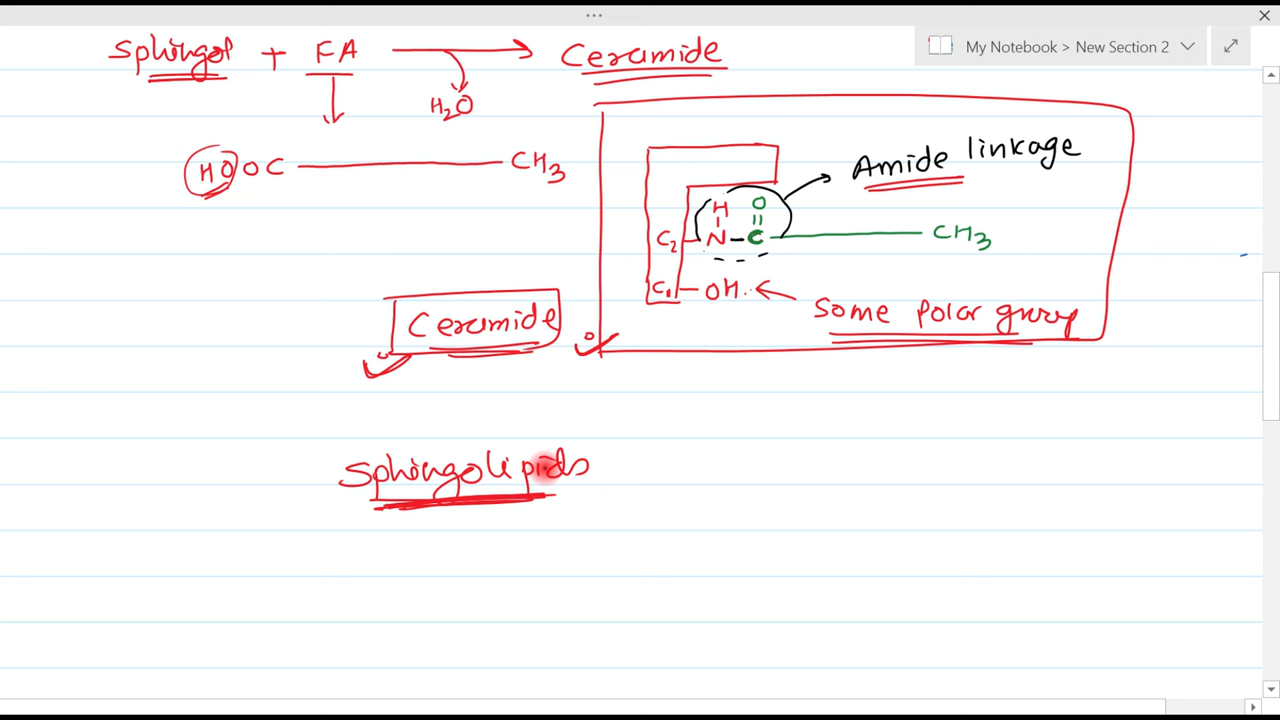 My Notebook > New Section 2
Sphingol + FA → Ceramide
H2O
HOOC — CH3
Amide linkage
H O
||
C2 – N – C — CH3
C1 – OH ← Some Polar group
Ceramide
Sphingolipids